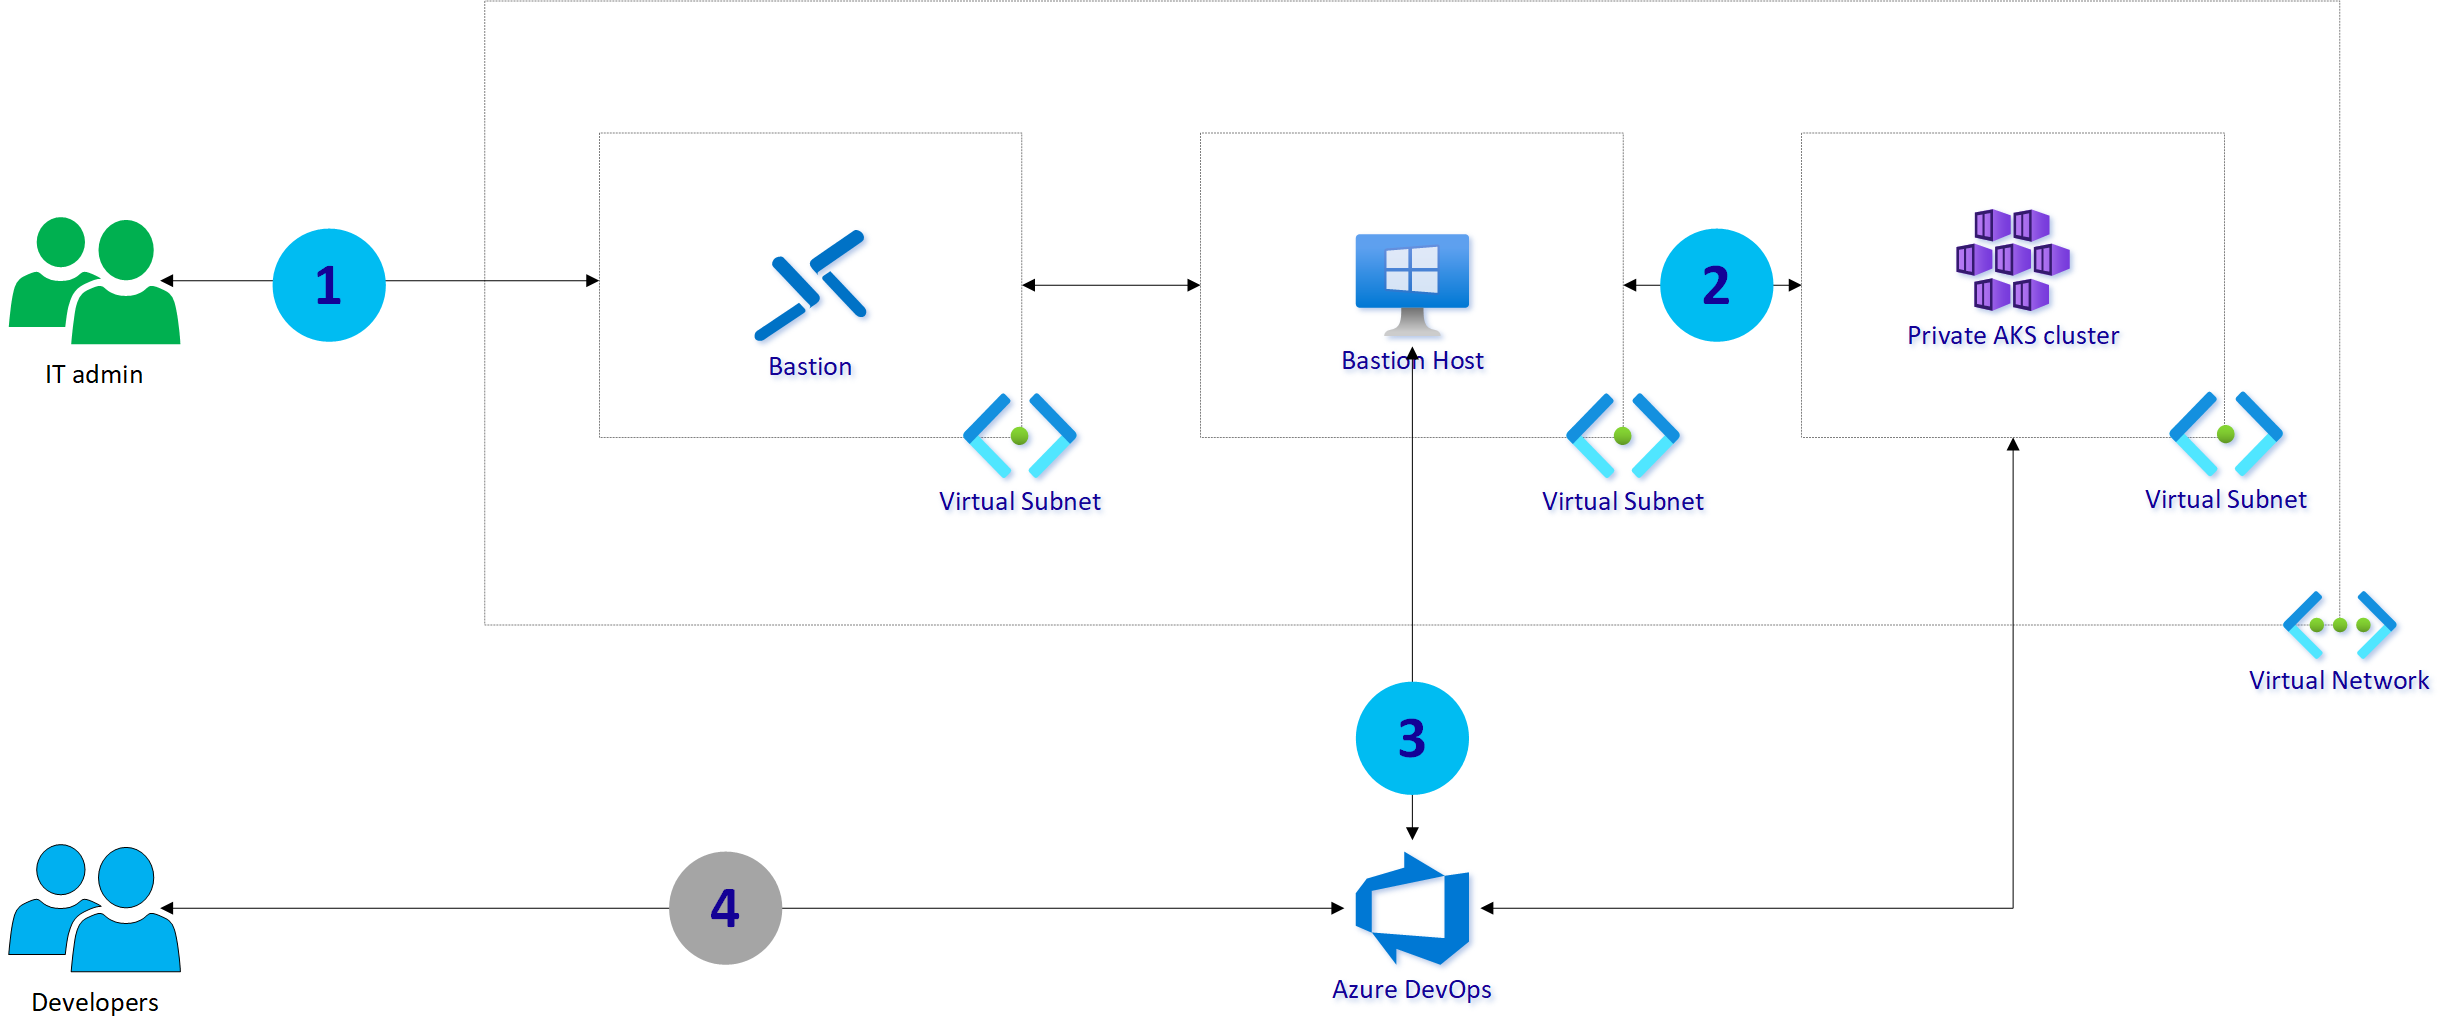 1
2
Private AKS cluster
Bastion Host
Bastion
IT admin
Virtual Subnet
Virtual Subnet
Virtual Subnet
Virtual Network
3
4
Azure DevOps
Developers